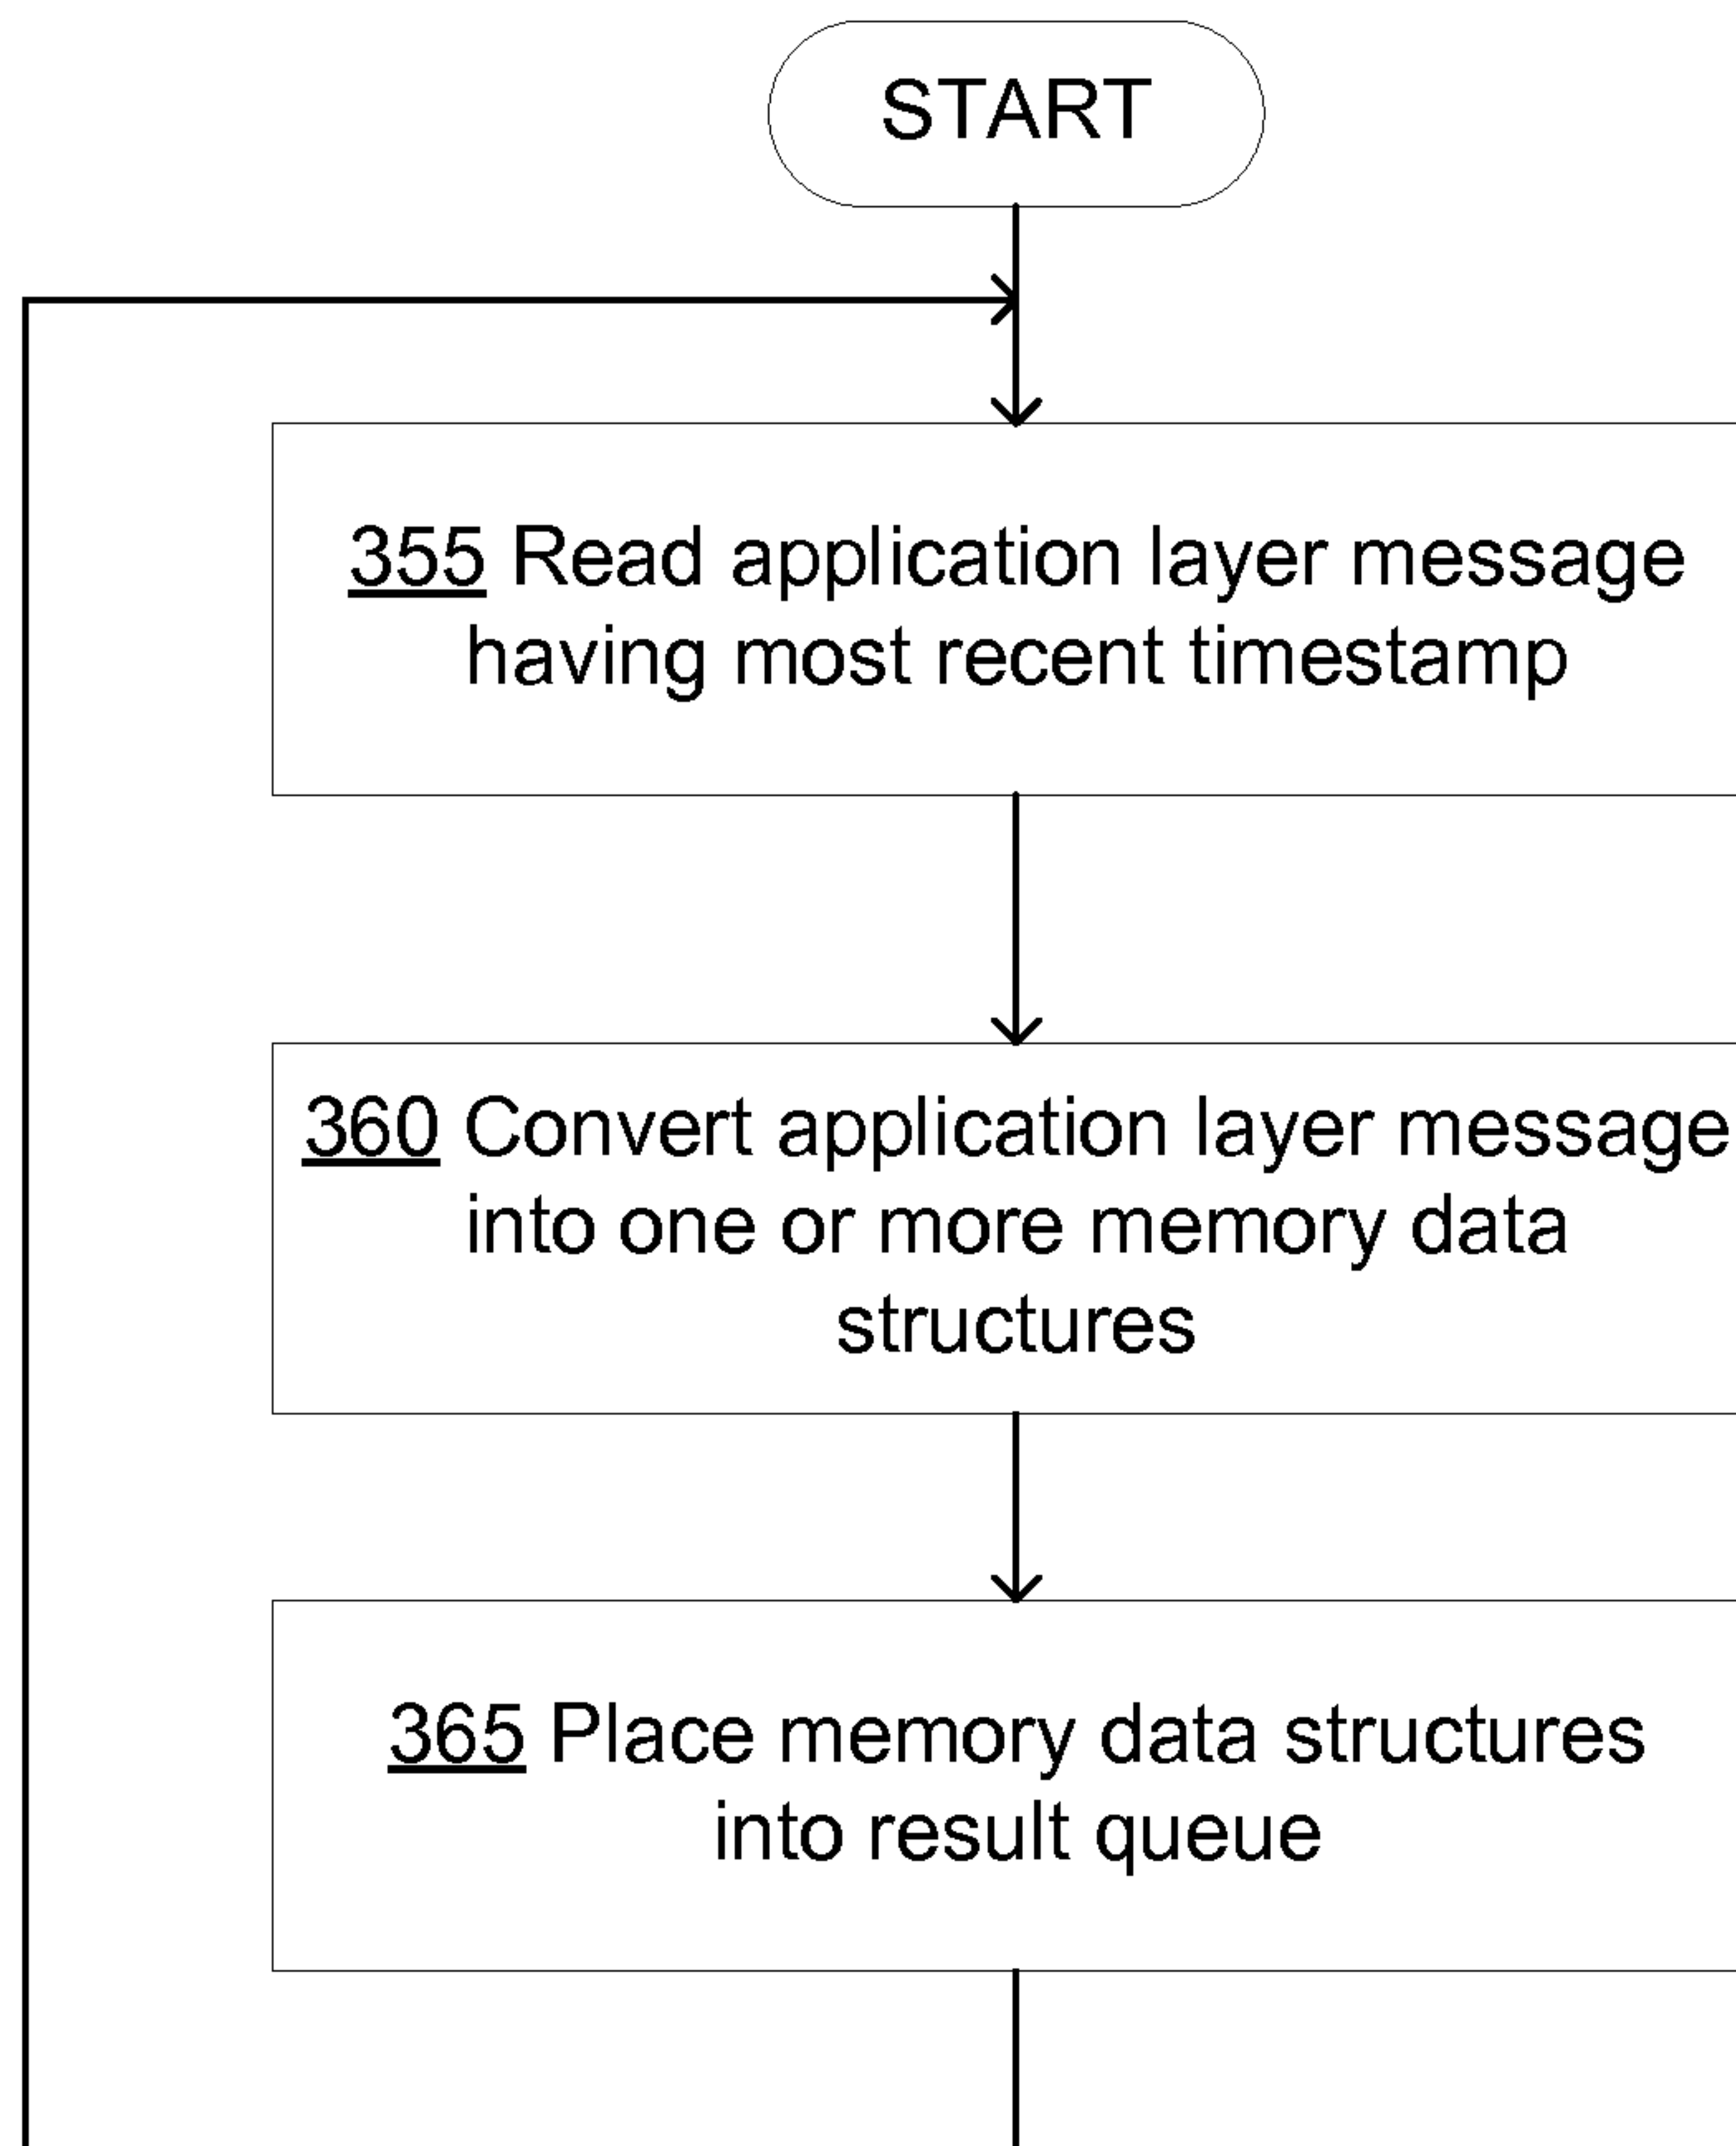 START
355 Read application layer message
having most recent timestamp
360 Convert application layer message
into one or more memory data
structures
365 Place memory data structures
into result queue